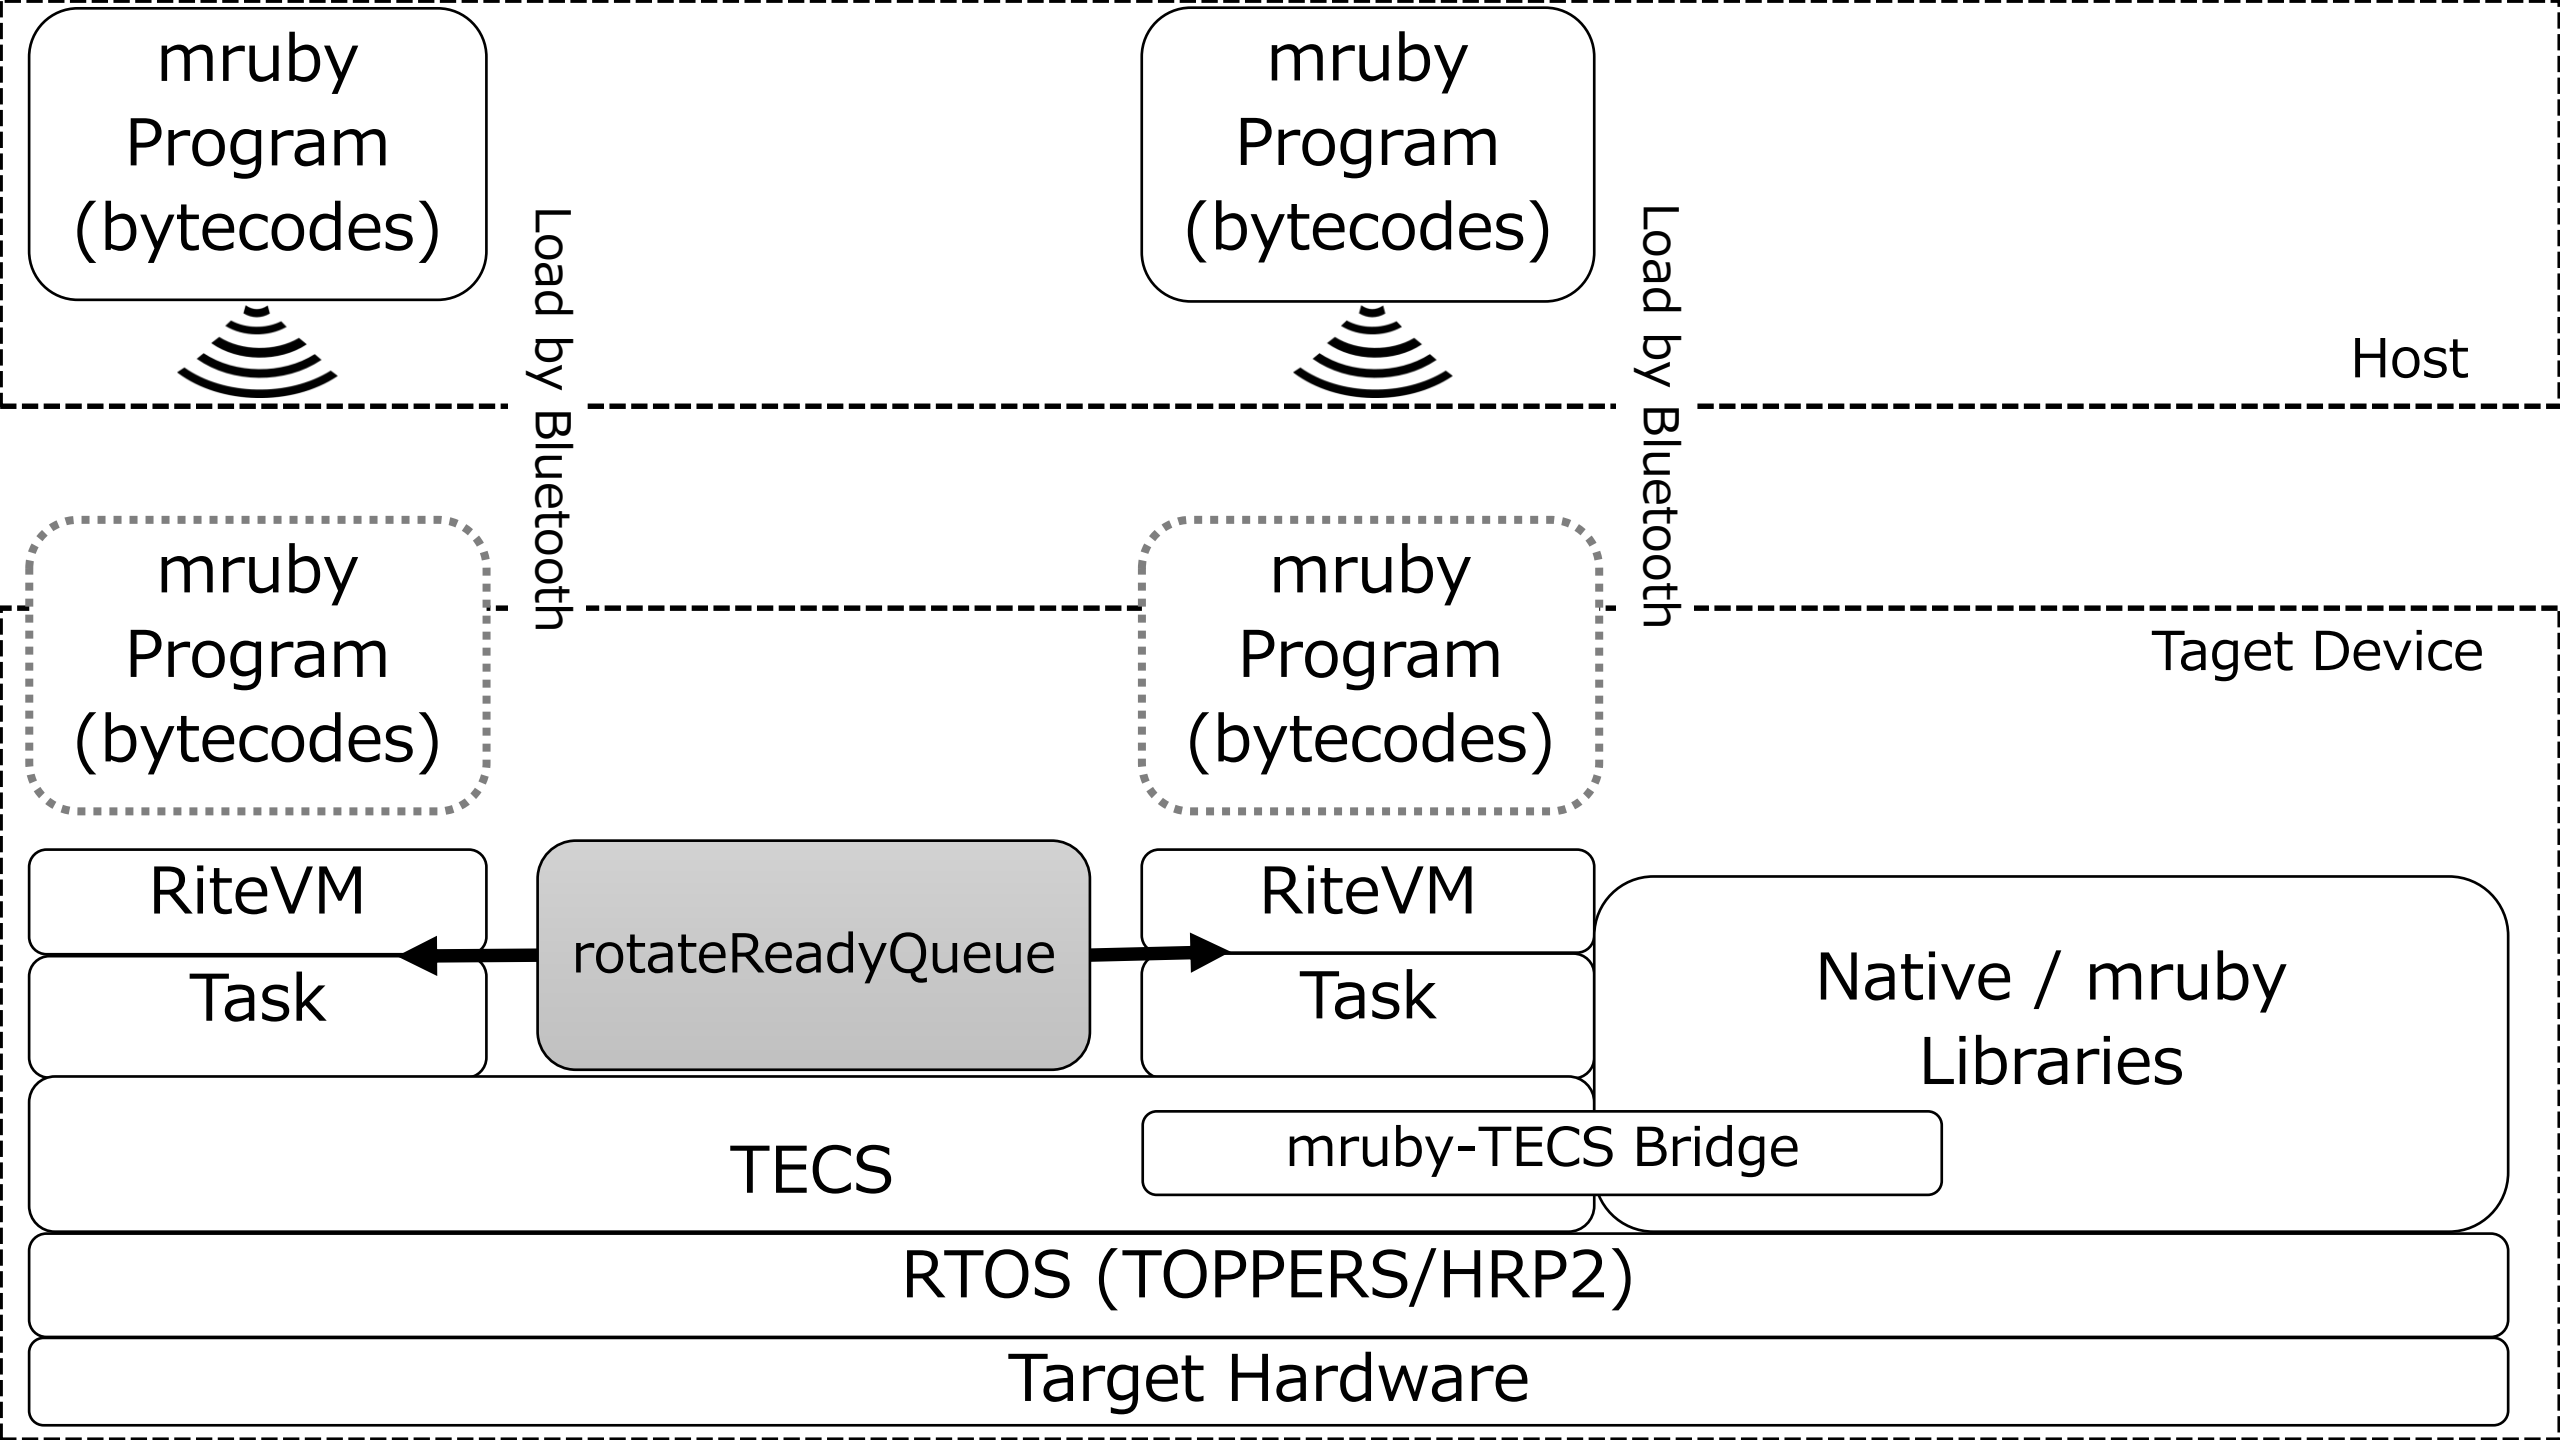 mruby
Program
(bytecodes)
mruby
Program
(bytecodes)
Load by Bluetooth
Load by Bluetooth
Host
mruby
Program
(bytecodes)
mruby
Program
(bytecodes)
Taget Device
RiteVM
rotateReadyQueue
RiteVM
Task
Task
Native / mruby
Libraries
TECS
mruby-TECS Bridge
RTOS (TOPPERS/HRP2)
Target Hardware